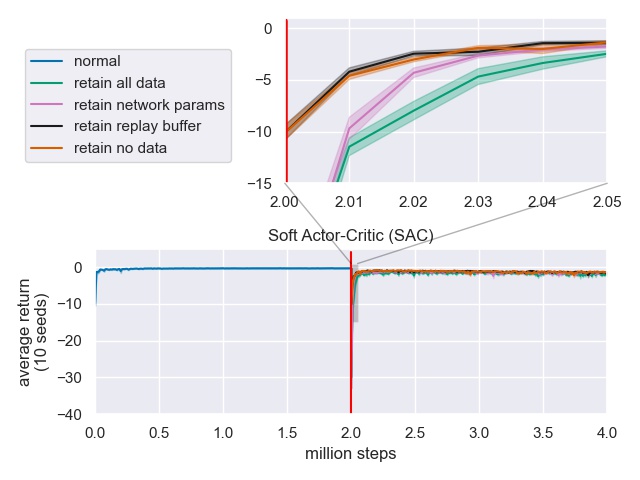 normal
retain all data
retain network params
retain replay buffer
retain no data
0
−5
−10
−15
2.00 2.01 2.02 2.03 2.04 2.05
Soft Actor-Critic (SAC)
0
−10
−20
−30
−40
average return
(10 seeds)
0.0 0.5 1.0 1.5 2.0 2.5 3.0 3.5 4.0
million steps